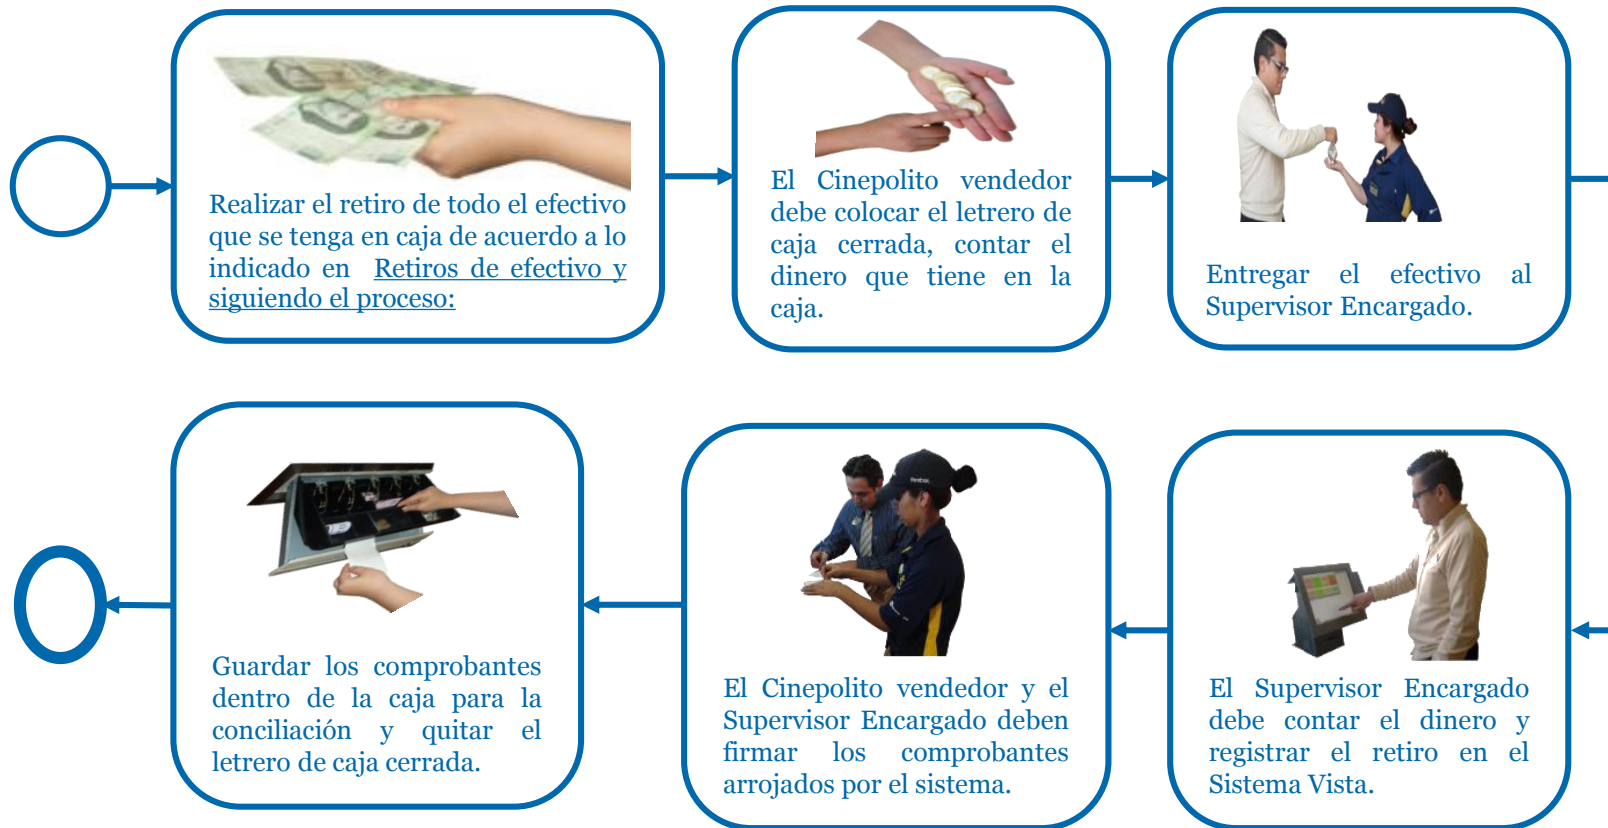 Realizar el retiro de todo el efectivo
que se tenga en caja de acuerdo a lo
indicado en Retiros de efectivo y
siguiendo el proceso:
El Cinepolito vendedor
debe colocar el letrero de
caja cerrada, contar el
dinero que tiene en la
caja.
Entregar el efectivo al
Supervisor Encargado.
El Supervisor Encargado
debe contar el dinero y
registrar el retiro en el
Sistema Vista.
El Cinepolito vendedor y el
Supervisor Encargado deben
firmar los comprobantes
arrojados por el sistema.
Guardar los comprobantes
dentro de la caja para la
conciliación y quitar el
letrero de caja cerrada.